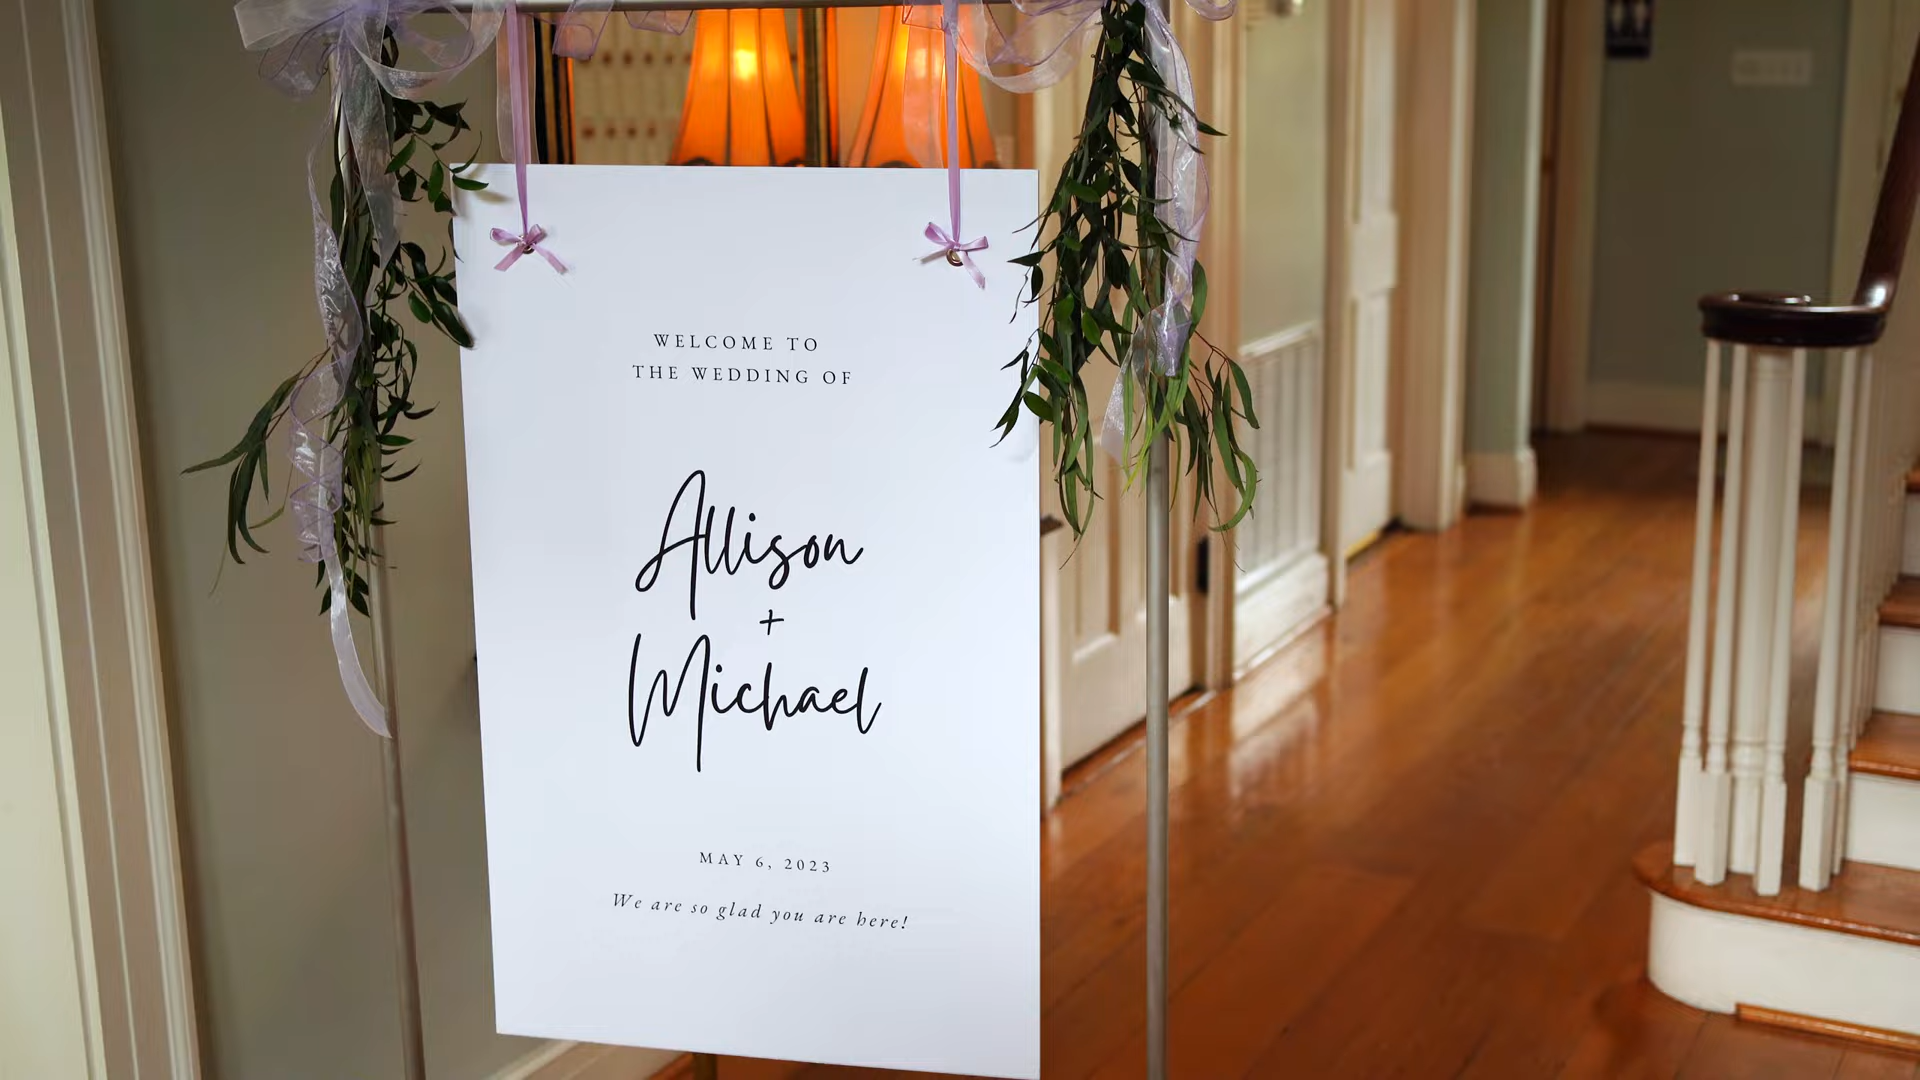 WELCOME TO
THE WEDDING OF
Allison
+
Michael
MAY 6, 2023
We are so glad you are here!